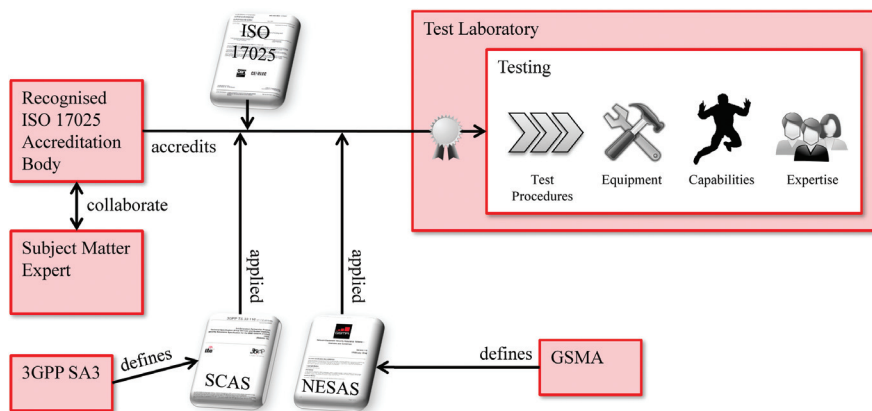 ISO
17025
Test Laboratory
Testing
Recognised
ISO 17025
Accreditation
Body
accredits
Test
Procedures
Equipment
Capabilities
Expertise
collaborate
Subject Matter
Expert
applied
applied
3GPP SA3
defines
SCAS
GSMA
NESAS
defines
GSMA